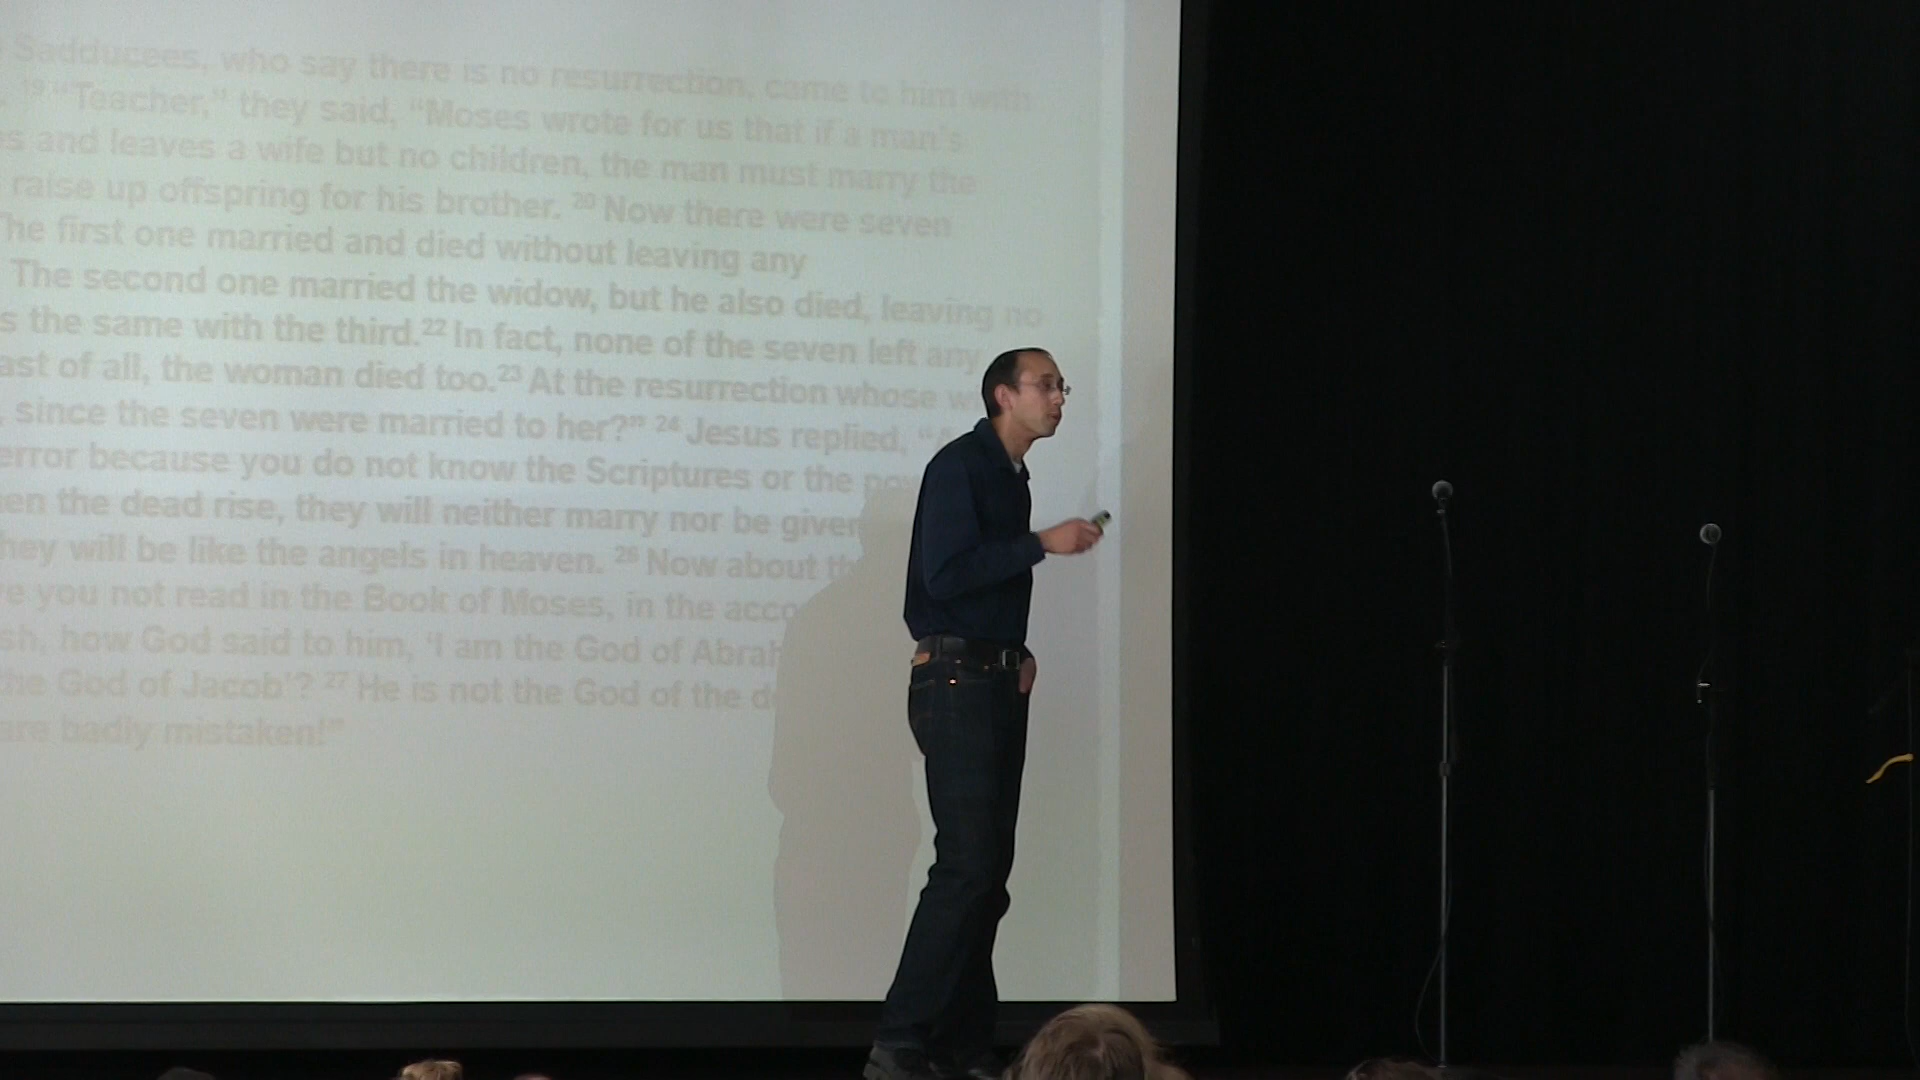 Sadducees, who say there is no resurrection, came to him with
19 "Teacher," they said, "Moses wrote for us that if a man's
es and leaves a wife but no children, the man must marry the
raise up offspring for his brother. 20 Now there were seven
The first one married and died without leaving any
The second one married the widow, but he also died, leaving no
s the same with the third.22 In fact, none of the seven left any
ast of all, the woman died too.23 At the resurrection whose w
, since the seven were married to her?" 24 Jesus replied, "A
error because you do not know the Scriptures or the pow
en the dead rise, they will neither marry nor be given
hey will be like the angels in heaven. 26 Now about th
e you not read in the Book of Moses, in the acco
sh, how God said to him, 'I am the God of Abrah
the God of Jacob'? 27 He is not the God of the de
are badly mistaken!"